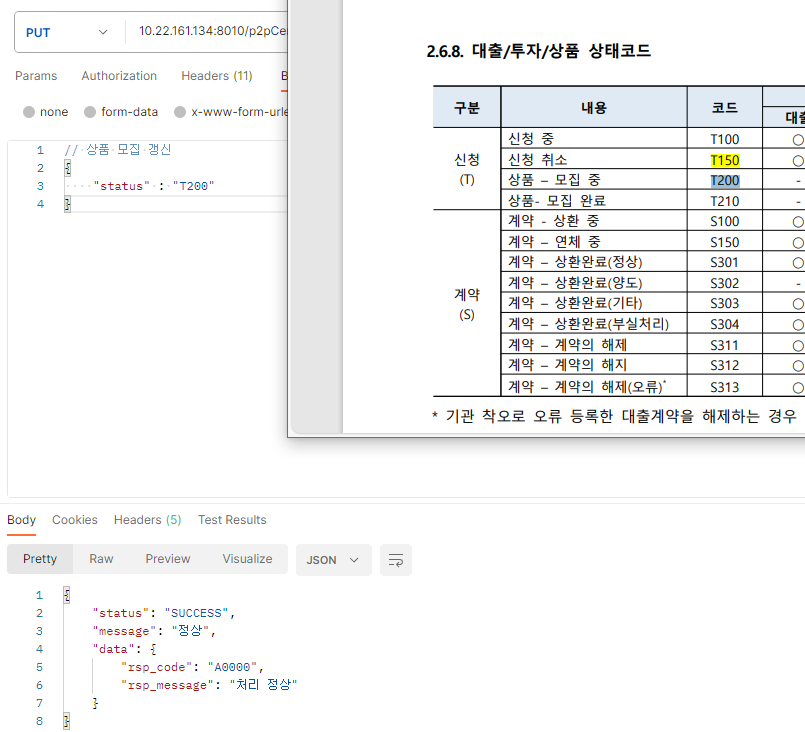 PUT 10.22.161.134:8010/p2pCe
Params Authorization Headers (11) B
none form-data x-www-form-urle
1 // 상품 모집 갱신
2 {
3 "status" : "T200"
4 }
2.6.8. 대출/투자/상품 상태코드
구분 내용 코드
대출
신청 (T)
신청 중 T100 ○
신청 취소 T150 ○
상품 – 모집 중 T200 -
상품- 모집 완료 T210 -
계약 (S)
계약 - 상환 중 S100 ○
계약 – 연체 중 S150 ○
계약 – 상환완료(정상) S301 ○
계약 – 상환완료(양도) S302 -
계약 – 상환완료(기타) S303 ○
계약 – 상환완료(부실처리) S304 ○
계약 – 계약의 해제 S311 ○
계약 – 계약의 해지 S312 ○
계약 – 계약의 해제(오류)* S313 ○
* 기관 착오로 오류 등록한 대출계약을 해제하는 경우
Body Cookies Headers (5) Test Results
Pretty Raw Preview Visualize JSON
1 {
2 "status": "SUCCESS",
3 "message": "정상",
4 "data": {
5 "rsp_code": "A0000",
6 "rsp_message": "처리 정상"
7 }
8 }